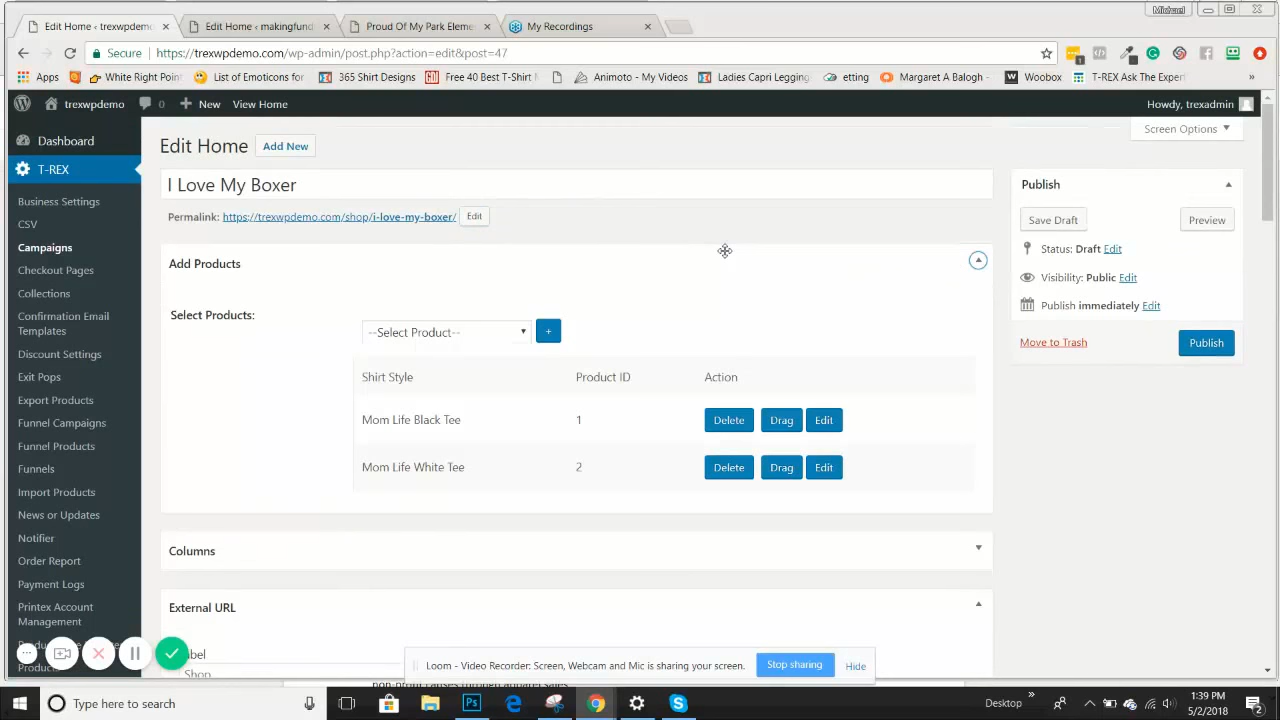 Michael
Edit Home - trexwpdemo
Edit Home - makingfund
Proud Of My Park Eleme
My Recordings
Secure
https://trexwpdemo.com/wp-admin/post.php?action=edit&post=47
Apps
White Right Point
List of Emoticons for
365 Shirt Designs
Free 40 Best T-Shirt
Animoto - My Videos
Ladies Capri Legging
etting
Margaret A Balogh
Woobox
T-REX Ask The Expert
»
trexwpdemo
0
New
View Home
Howdy, trexadmin
Dashboard
T-REX
Business Settings
CSV
Campaigns
Checkout Pages
Collections
Confirmation Email
Templates
Discount Settings
Exit Pops
Export Products
Funnel Campaigns
Funnel Products
Funnels
Import Products
News or Updates
Notifier
Order Report
Payment Logs
Printex Account
Management
Screen Options
Edit Home
Add New
I Love My Boxer
Permalink: https://trexwpdemo.com/shop/i-love-my-boxer/
Edit
Add Products
Select Products:
--Select Product--
+
Shirt Style
Product ID
Action
Mom Life Black Tee
1
Delete
Drag
Edit
Mom Life White Tee
2
Delete
Drag
Edit
Columns
External URL
Shop
Publish
Save Draft
Preview
Status: Draft Edit
Visibility: Public Edit
Publish immediately Edit
Move to Trash
Publish
Loom - Video Recorder: Screen, Webcam and Mic is sharing your screen.
Stop sharing
Hide
Type here to search
Desktop
»
1:39 PM
5/2/2018
2